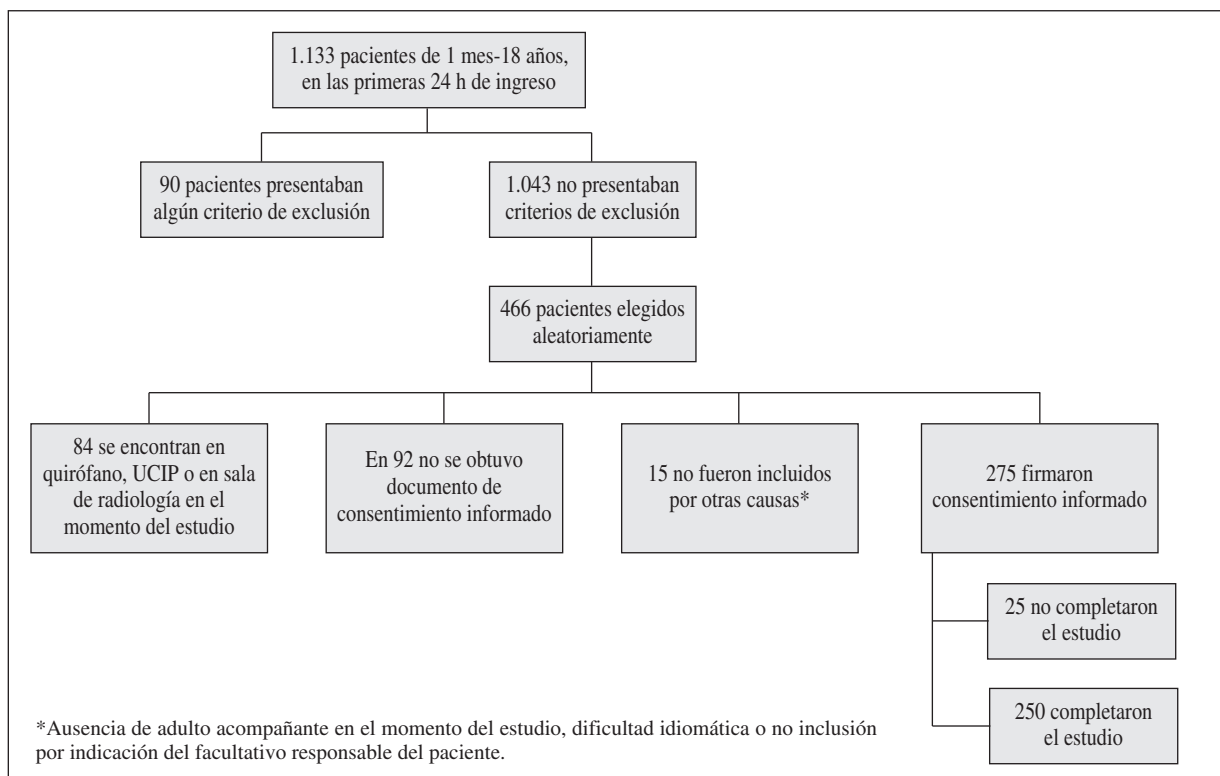 1.133 pacientes de 1 mes-18 años,
en las primeras 24 h de ingreso
90 pacientes presentaban
algún criterio de exclusión
1.043 no presentaban
criterios de exclusión
466 pacientes elegidos
aleatoriamente
84 se encontran en
quirófano, UCIP o en sala
de radiología en el
momento del estudio
En 92 no se obtuvo
documento de
consentimiento informado
15 no fueron incluidos
por otras causas*
275 firmaron
consentimiento informado
25 no completaron
el estudio
250 completaron
el estudio
*Ausencia de adulto acompañante en el momento del estudio, dificultad idiomática o no inclusión
por indicación del facultativo responsable del paciente.